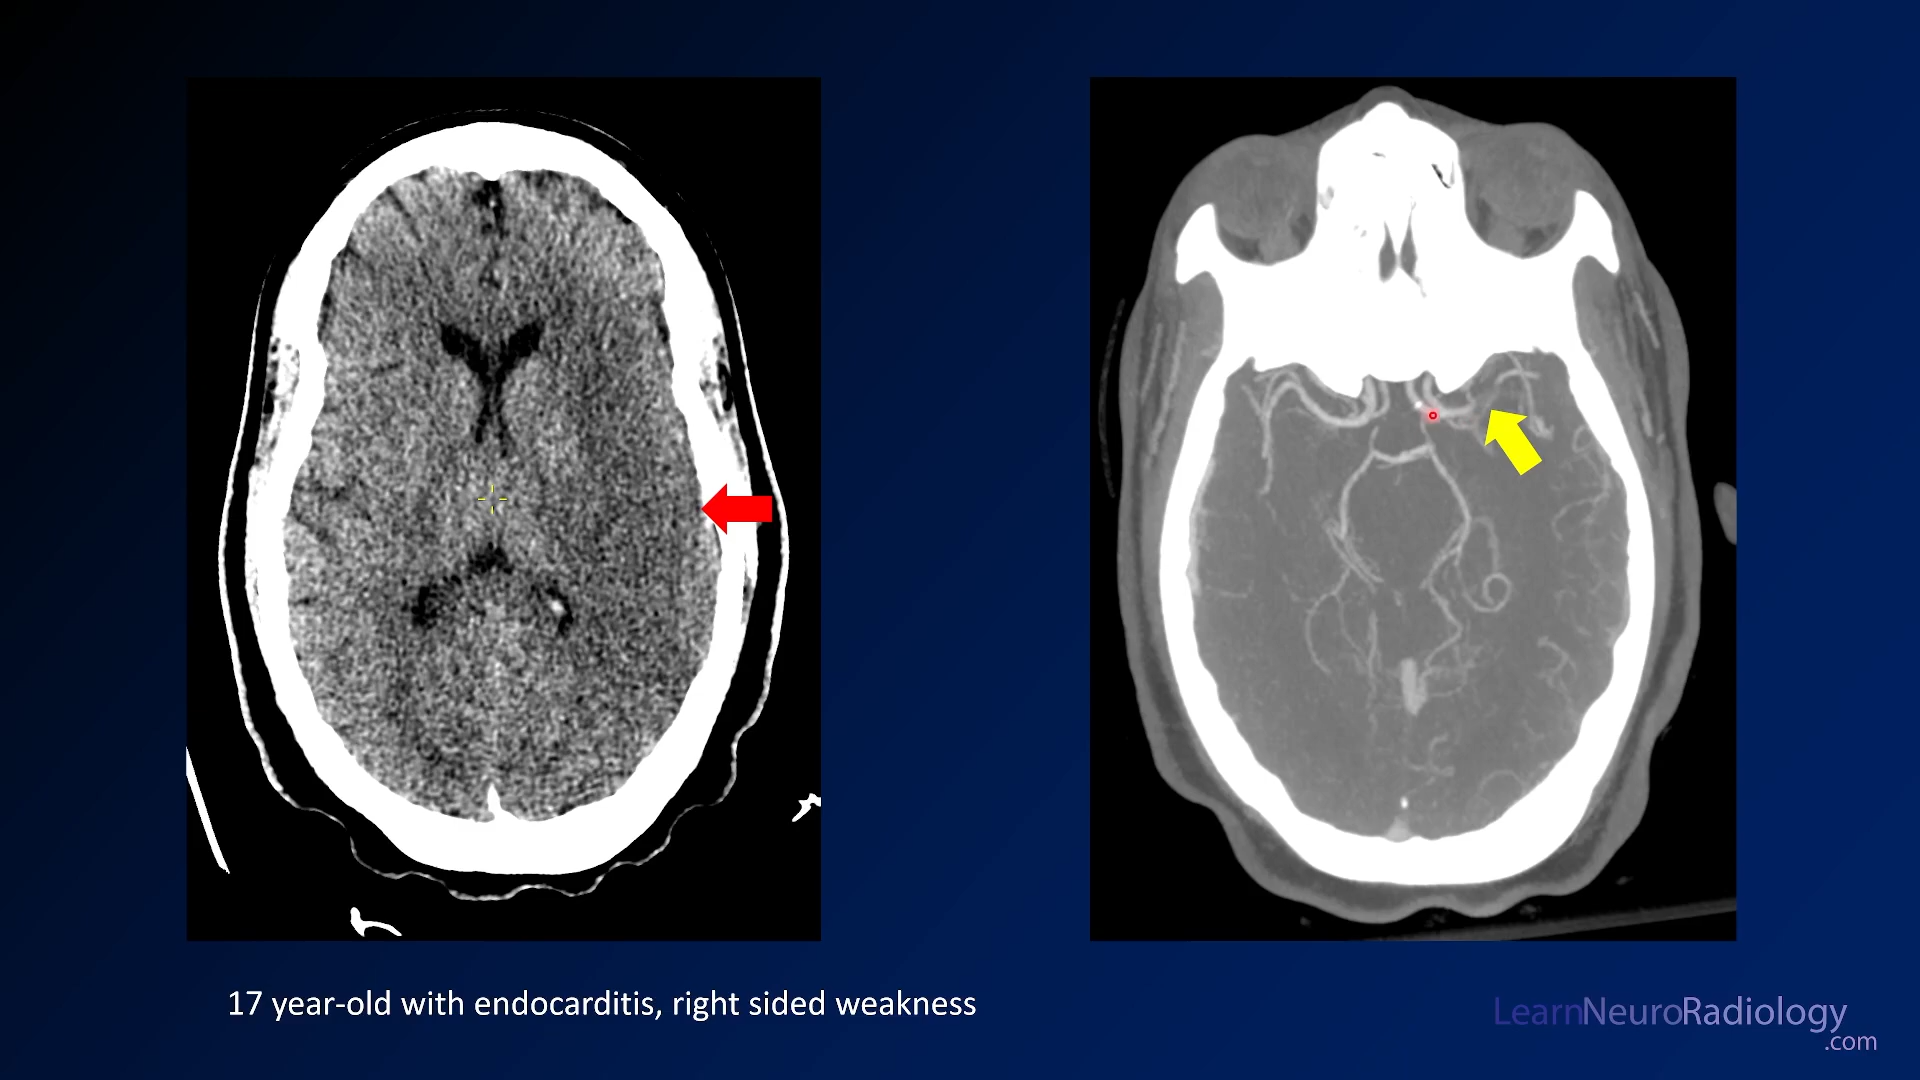 17 year-old with endocarditis, right sided weakness
LearnNeuroRadiology
.com